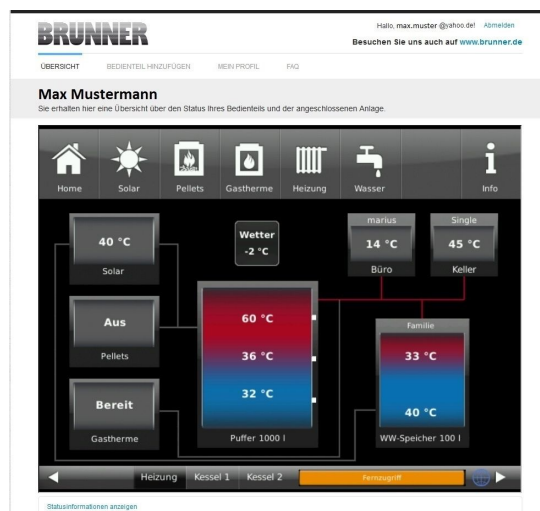 BRUNNER
Hallo, max.muster @yahoo.de! Abmelden
Besuchen Sie uns auch auf www.brunner.de
ÜBERSICHT BEDIENTEIL HINZUFÜGEN MEIN PROFIL FAQ
Max Mustermann
Sie erhalten hier eine Übersicht über den Status Ihres Bedienteils und der angeschlossenen Anlage.
Home Solar Pellets Gastherme Heizung Wasser Info
marius Single
40 °C
Wetter
-2 °C
14 °C 45 °C
Solar
Büro Keller
Aus
Pellets
60 °C
36 °C
32 °C
Puffer 1000 l
Familie
33 °C
40 °C
WW-Speicher 100 l
Bereit
Gastherme
Heizung Kessel 1 Kessel 2 Fernzugriff
Statusinformationen anzeigen